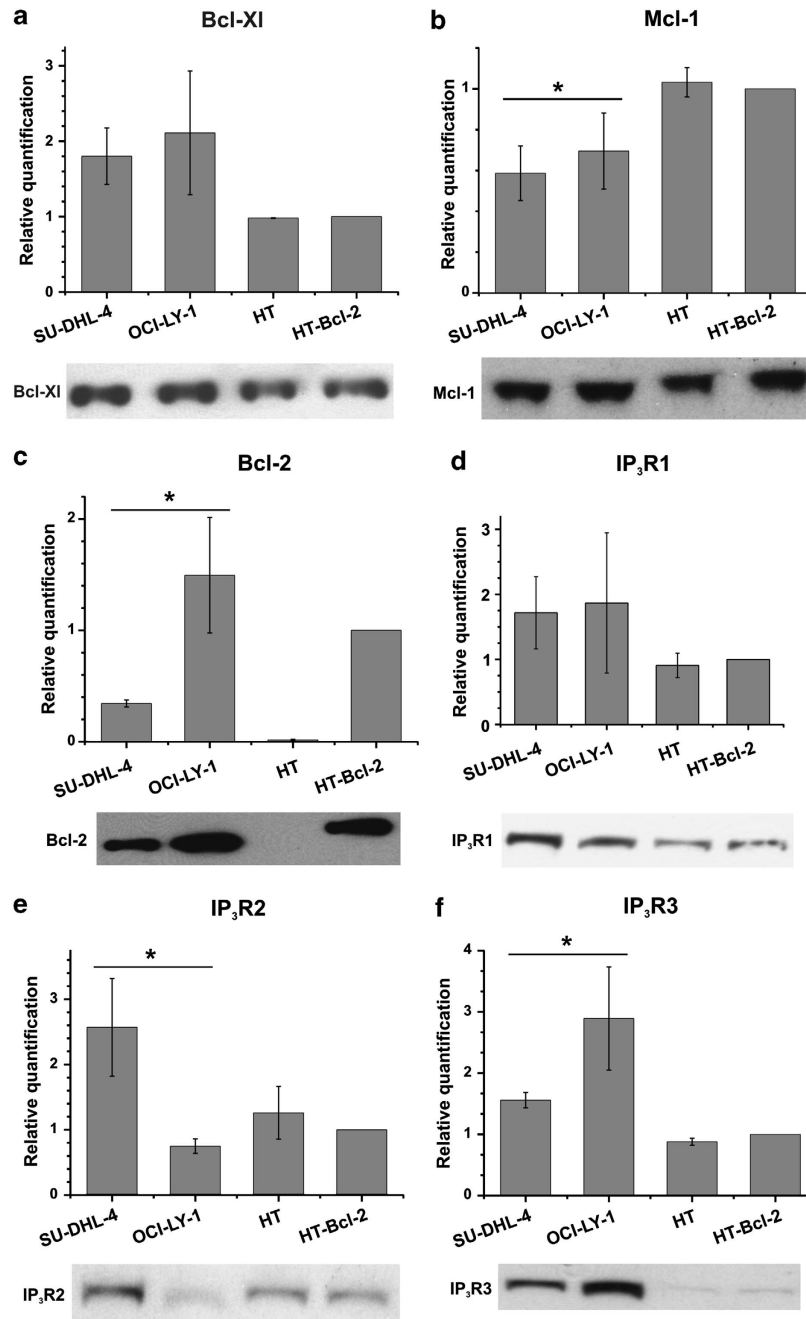 a
Bcl-Xl
Relative quantification
3
2
1
0
SU-DHL-4
OCI-LY-1
HT
HT-Bcl-2
Bcl-Xl
b
Mcl-1
*
Relative quantification
1
0
SU-DHL-4
OCI-LY-1
HT
HT-Bcl-2
Mcl-1
c
Bcl-2
*
Relative quantification
2
1
0
SU-DHL-4
OCI-LY-1
HT
HT-Bcl-2
Bcl-2
d
IP₃R1
Relative quantification
3
2
1
0
SU-DHL-4
OCI-LY-1
HT
HT-Bcl-2
IP₃R1
e
IP₃R2
*
Relative quantification
3
2
1
0
SU-DHL-4
OCI-LY-1
HT
HT-Bcl-2
IP₃R2
f
IP₃R3
*
Relative quantification
4
3
2
1
0
SU-DHL-4
OCI-LY-1
HT
HT-Bcl-2
IP₃R3